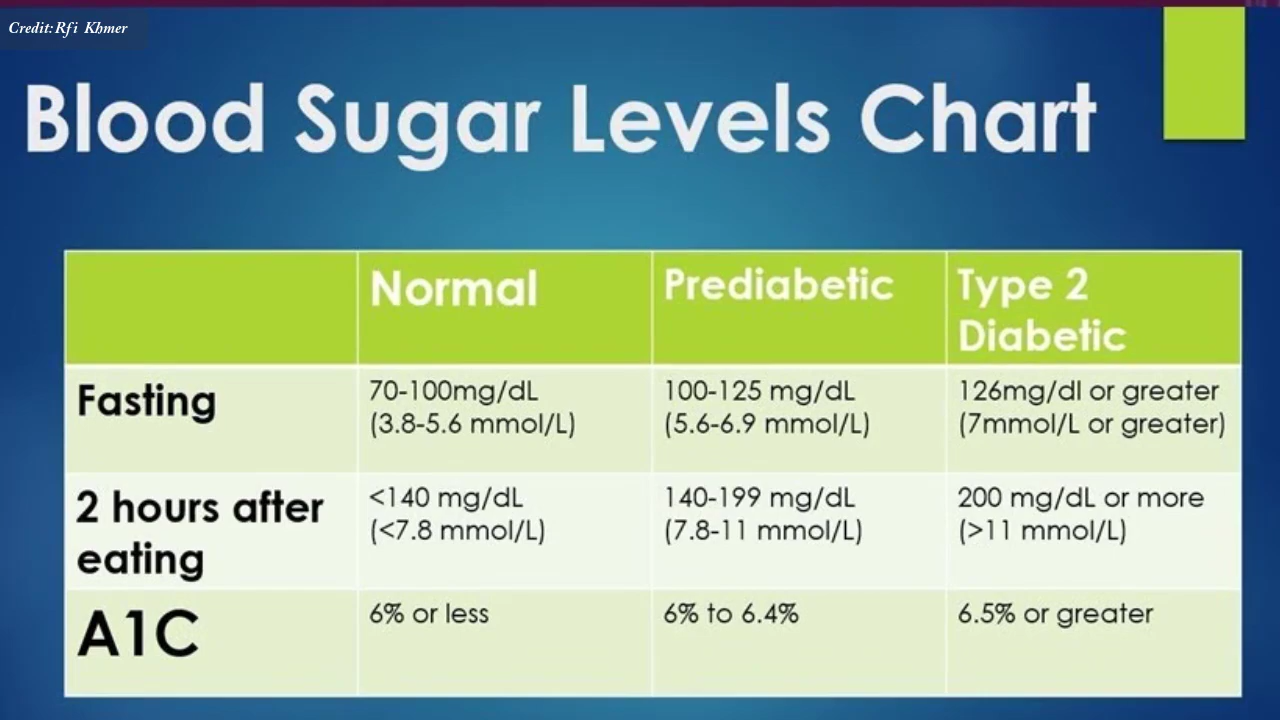 Credit:Rfi Khmer
Blood Sugar Levels Chart
Normal
Prediabetic
Type 2
Diabetic
Fasting
70-100mg/dL
(3.8-5.6 mmol/L)
100-125 mg/dL
(5.6-6.9 mmol/L)
126mg/dl or greater
(7mmol/L or greater)
2 hours after
eating
<140 mg/dL
(<7.8 mmol/L)
140-199 mg/dL
(7.8-11 mmol/L)
200 mg/dL or more
(>11 mmol/L)
A1C
6% or less
6% to 6.4%
6.5% or greater